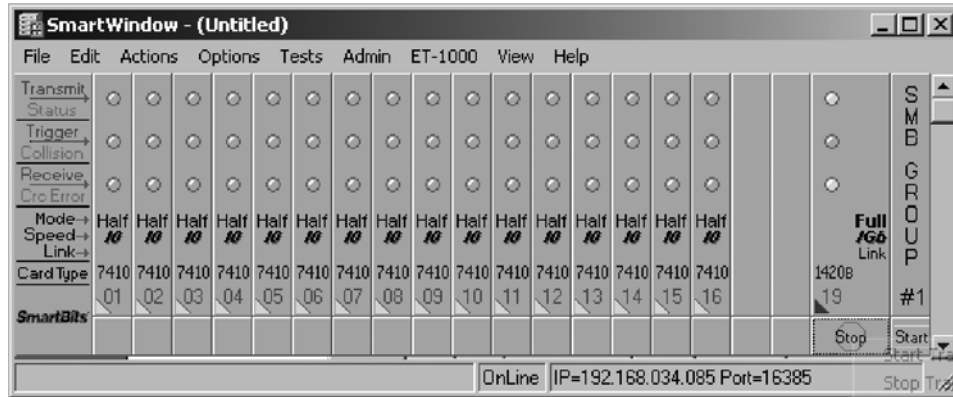 SmartWindow - (Untitled)
File Edit Actions Options Tests Admin ET-1000 View Help
Transmit
Status
Trigger
Collision
Receive
Crc Error
Mode→ Half Half Half Half Half Half Half Half Half Half Half Half Half Half Half Half Full
Speed→ 10 10 10 10 10 10 10 10 10 10 10 10 10 10 10 10 1Gb
Link→ Link
Card Type 7410 7410 7410 7410 7410 7410 7410 7410 7410 7410 7410 7410 7410 7410 7410 7410 1420B
01 02 03 04 05 06 07 08 09 10 11 12 13 14 15 16 19
SmartBits
SMB GROUP #1
Stop Start
Start Tra
OnLine IP=192.168.034.085 Port=16385
Stop Tra